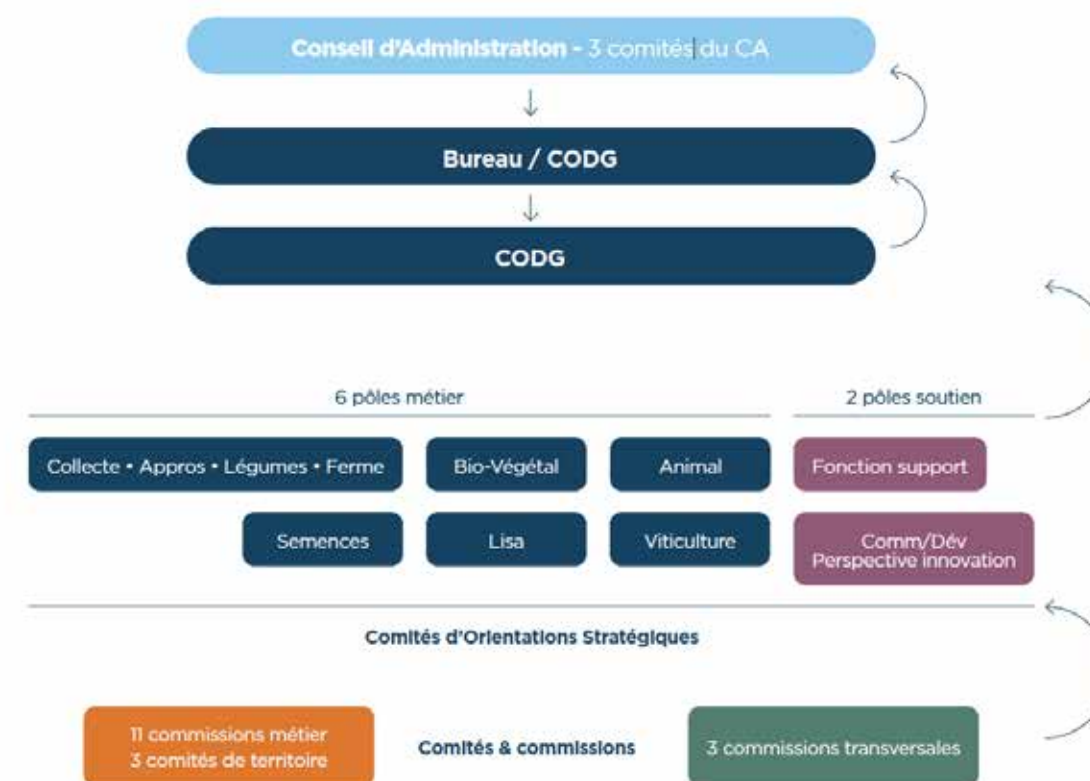 Conseil d'Administration - 3 comités du CA
Bureau / CODG
CODG
6 pôles métier
2 pôles soutien
Collecte • Appros • Légumes • Ferme
Bio-Végétal
Animal
Fonction support
Semences
Lisa
Viticulture
Comm/Dév
Perspective innovation
Comités d'Orientations Stratégiques
11 commissions métier
3 comités de territoire
Comités & commissions
3 commissions transversales